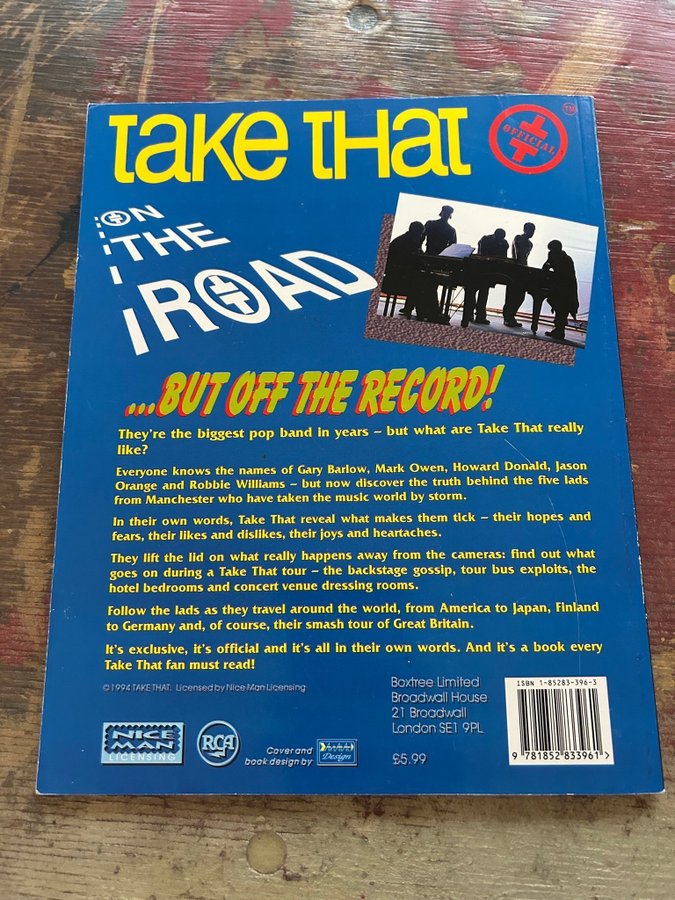 TAKE THAT
OFFICIAL
TM
ON
THE
ROAD
...BUT OFF THE RECORD!
They're the biggest pop band in years – but what are Take That really
like?
Everyone knows the names of Gary Barlow, Mark Owen, Howard Donald, Jason
Orange and Robbie Williams – but now discover the truth behind the five lads
from Manchester who have taken the music world by storm.
In their own words, Take That reveal what makes them tick – their hopes and
fears, their likes and dislikes, their joys and heartaches.
They lift the lid on what really happens away from the cameras: find out what
goes on during a Take That tour – the backstage gossip, tour bus exploits, the
hotel bedrooms and concert venue dressing rooms.
Follow the lads as they travel around the world, from America to Japan, Finland
to Germany and, of course, their smash tour of Great Britain.
It's exclusive, it's official and it's all in their own words. And it's a book every
Take That fan must read!
© 1994 TAKE THAT. Licensed by Nice Man Licensing
NICE
MAN
LICENSING
RCA
Cover and
book design by
Design
Boxtree Limited
Broadwall House
21 Broadwall
London SE1 9PL
£5.99
ISBN 1-85283-396-3
9 781852 833961 >